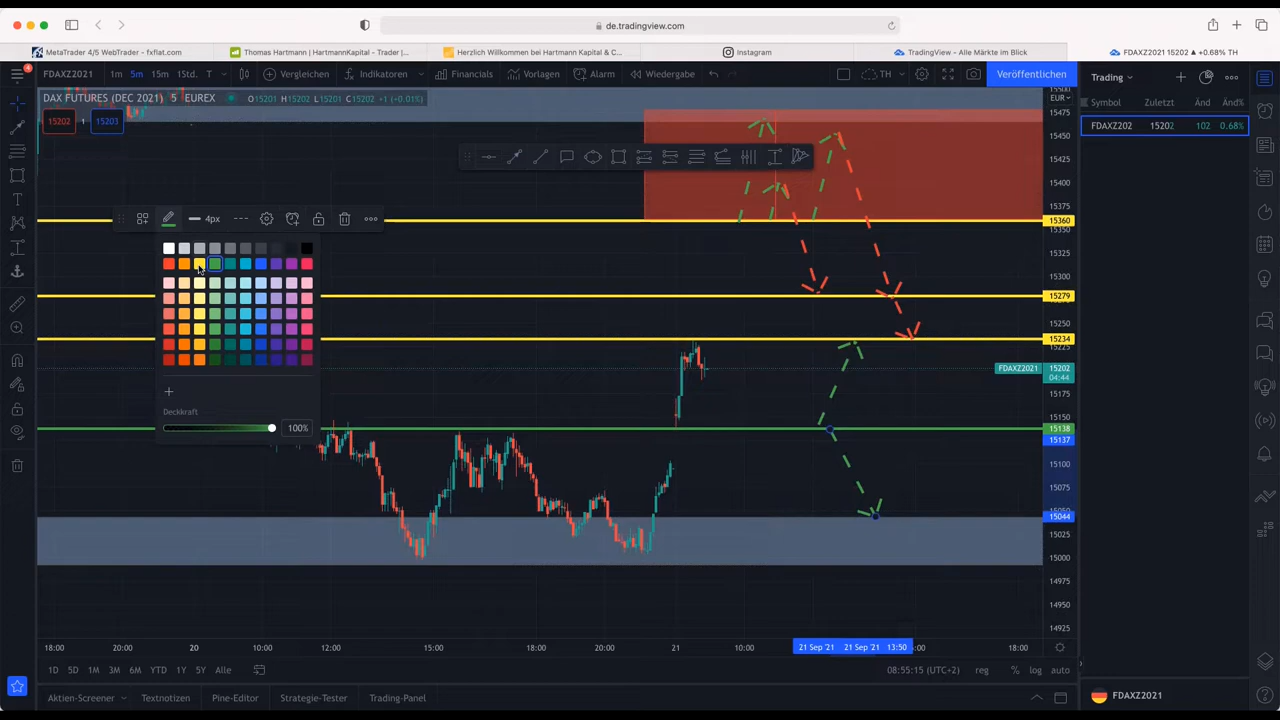 de.tradingview.com
MetaTrader 4/5 WebTrader - fxflat.com
Thomas Hartmann | HartmannKapital - Trader |...
Herzlich Willkommen bei Hartmann Kapital & C...
Instagram
TradingView - Alle Märkte im Blick
FDAXZ2021 15202 ▲ +0.68% TH
FDAXZ2021 1m 5m 15m 15Std. T Vergleichen Indikatoren Financials Vorlagen Alarm Wiedergabe TH Veröffentlichen Trading
DAX FUTURES (DEC 2021) 5 EUREX O15201 H15202 L15201 C15202 +1 (+0.01%) EUR
Symbol Zuletzt Änd Änd%
15202 1 15203
FDAXZ202 15202 102 0.68%
15475
15450
15425
15400
15375
4px
15360
15350
15325
15300
15279
15250
15234
15225
FDAXZ2021 15202
04:44
15175
15150
Deckkraft
100%
15138
15137
15100
15075
15044
15025
15000
14975
14950
14925
18:00 20:00 20 10:00 12:00 15:00 18:00 20:00 21 10:00 21 Sep '21 21 Sep '21 13:50 18:00
1D 5D 1M 3M 6M YTD 1Y 5Y Alle 08:55:15 (UTC+2) reg % log auto
Aktien-Screener Textnotizen Pine-Editor Strategie-Tester Trading-Panel
FDAXZ2021